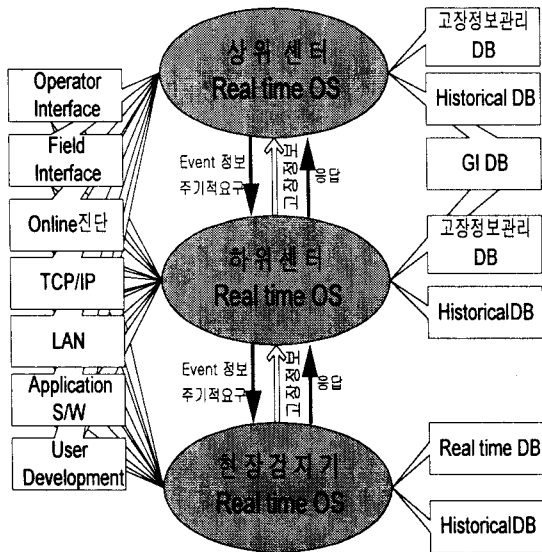 상위센터
Real time OS
고장정보관리
DB
Historical DB
GI DB
고장정보관리
DB
HistoricalDB
Real time DB
HistoricalDB
Operator
Interface
Field
Interface
Online진단
TCP/IP
LAN
Application
S/W
User
Development
Event 정보
주기적요구
고장정보
응답
하위센터
Real time OS
Event 정보
주기적요구
고장정보
응답
현장감지기
Real time OS